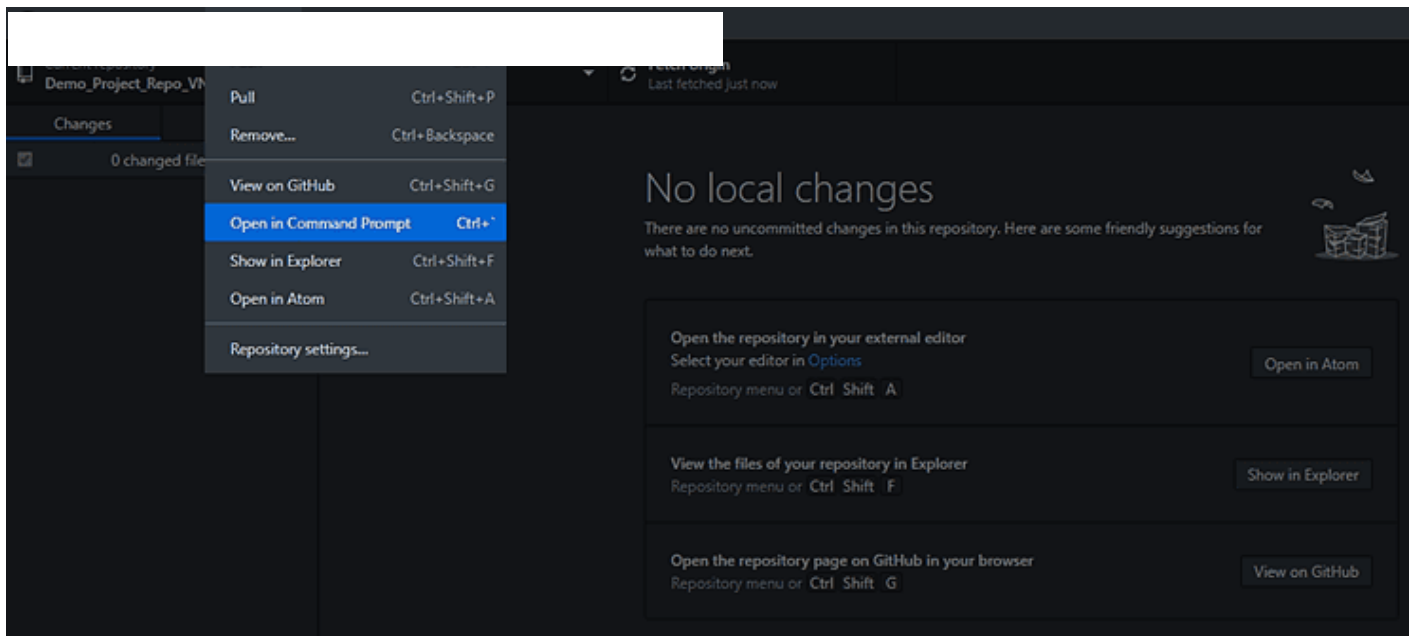 Demo_Project_Repo_VN
Last fetched just now
Pull Ctrl+Shift+P
Changes
Remove... Ctrl+Backspace
0 changed file
View on GitHub Ctrl+Shift+G
Open in Command Prompt Ctrl+`
Show in Explorer Ctrl+Shift+F
Open in Atom Ctrl+Shift+A
Repository settings...
No local changes
There are no uncommitted changes in this repository. Here are some friendly suggestions for
what to do next.
Open the repository in your external editor
Select your editor in Options
Repository menu or Ctrl Shift A
Open in Atom
View the files of your repository in Explorer
Repository menu or Ctrl Shift F
Show in Explorer
Open the repository page on GitHub in your browser
Repository menu or Ctrl Shift G
View on GitHub